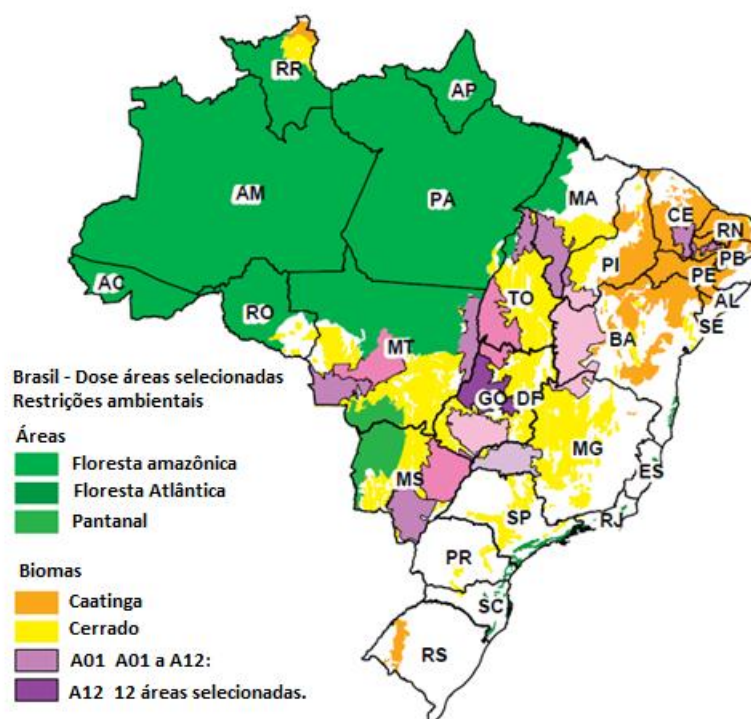 RR
AP
AM
PA
MA
CE
RN
PB
PE
AL
SE
PI
AC
RO
TO
BA
MT
GO
DF
MG
ES
MS
SP
RJ
PR
SC
RS
Brasil - Dose áreas selecionadas
Restrições ambientais
Áreas
Floresta amazônica
Floresta Atlântica
Pantanal
Biomas
Caatinga
Cerrado
A01 A01 a A12:
A12 12 áreas selecionadas.